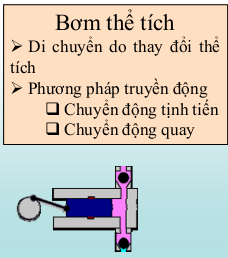 Bơm thể tích
➢ Di chuyển do thay đổi thể
tích
➢ Phương pháp truyền động
❑ Chuyển động tịnh tiến
❑ Chuyển động quay